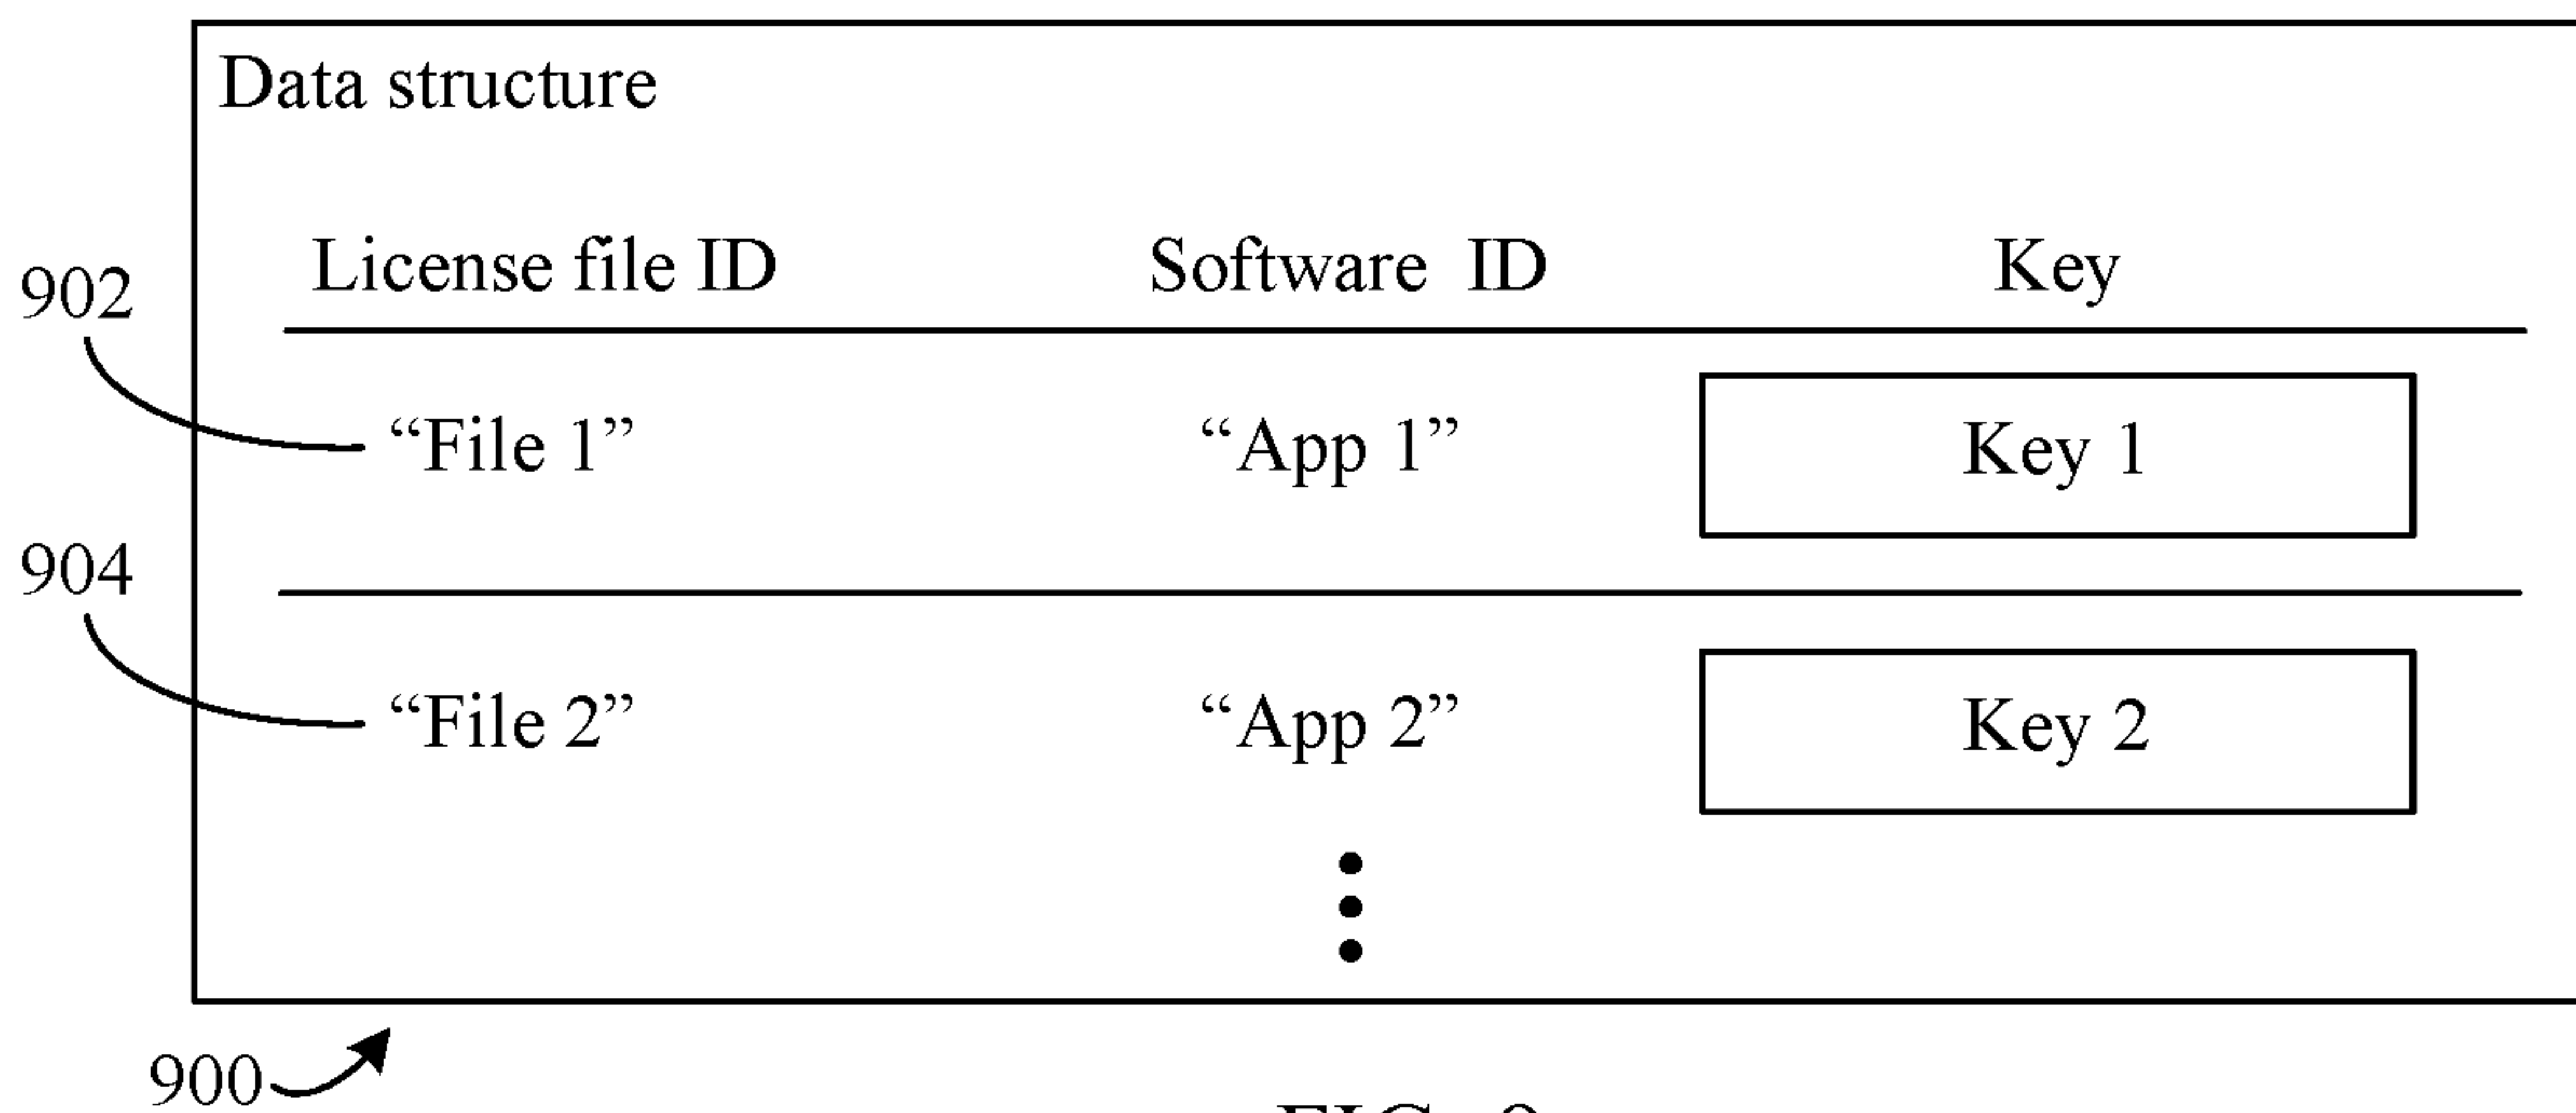 Data structure
License file ID Software ID Key
902
“File 1” “App 1” Key 1
904
“File 2” “App 2” Key 2
900